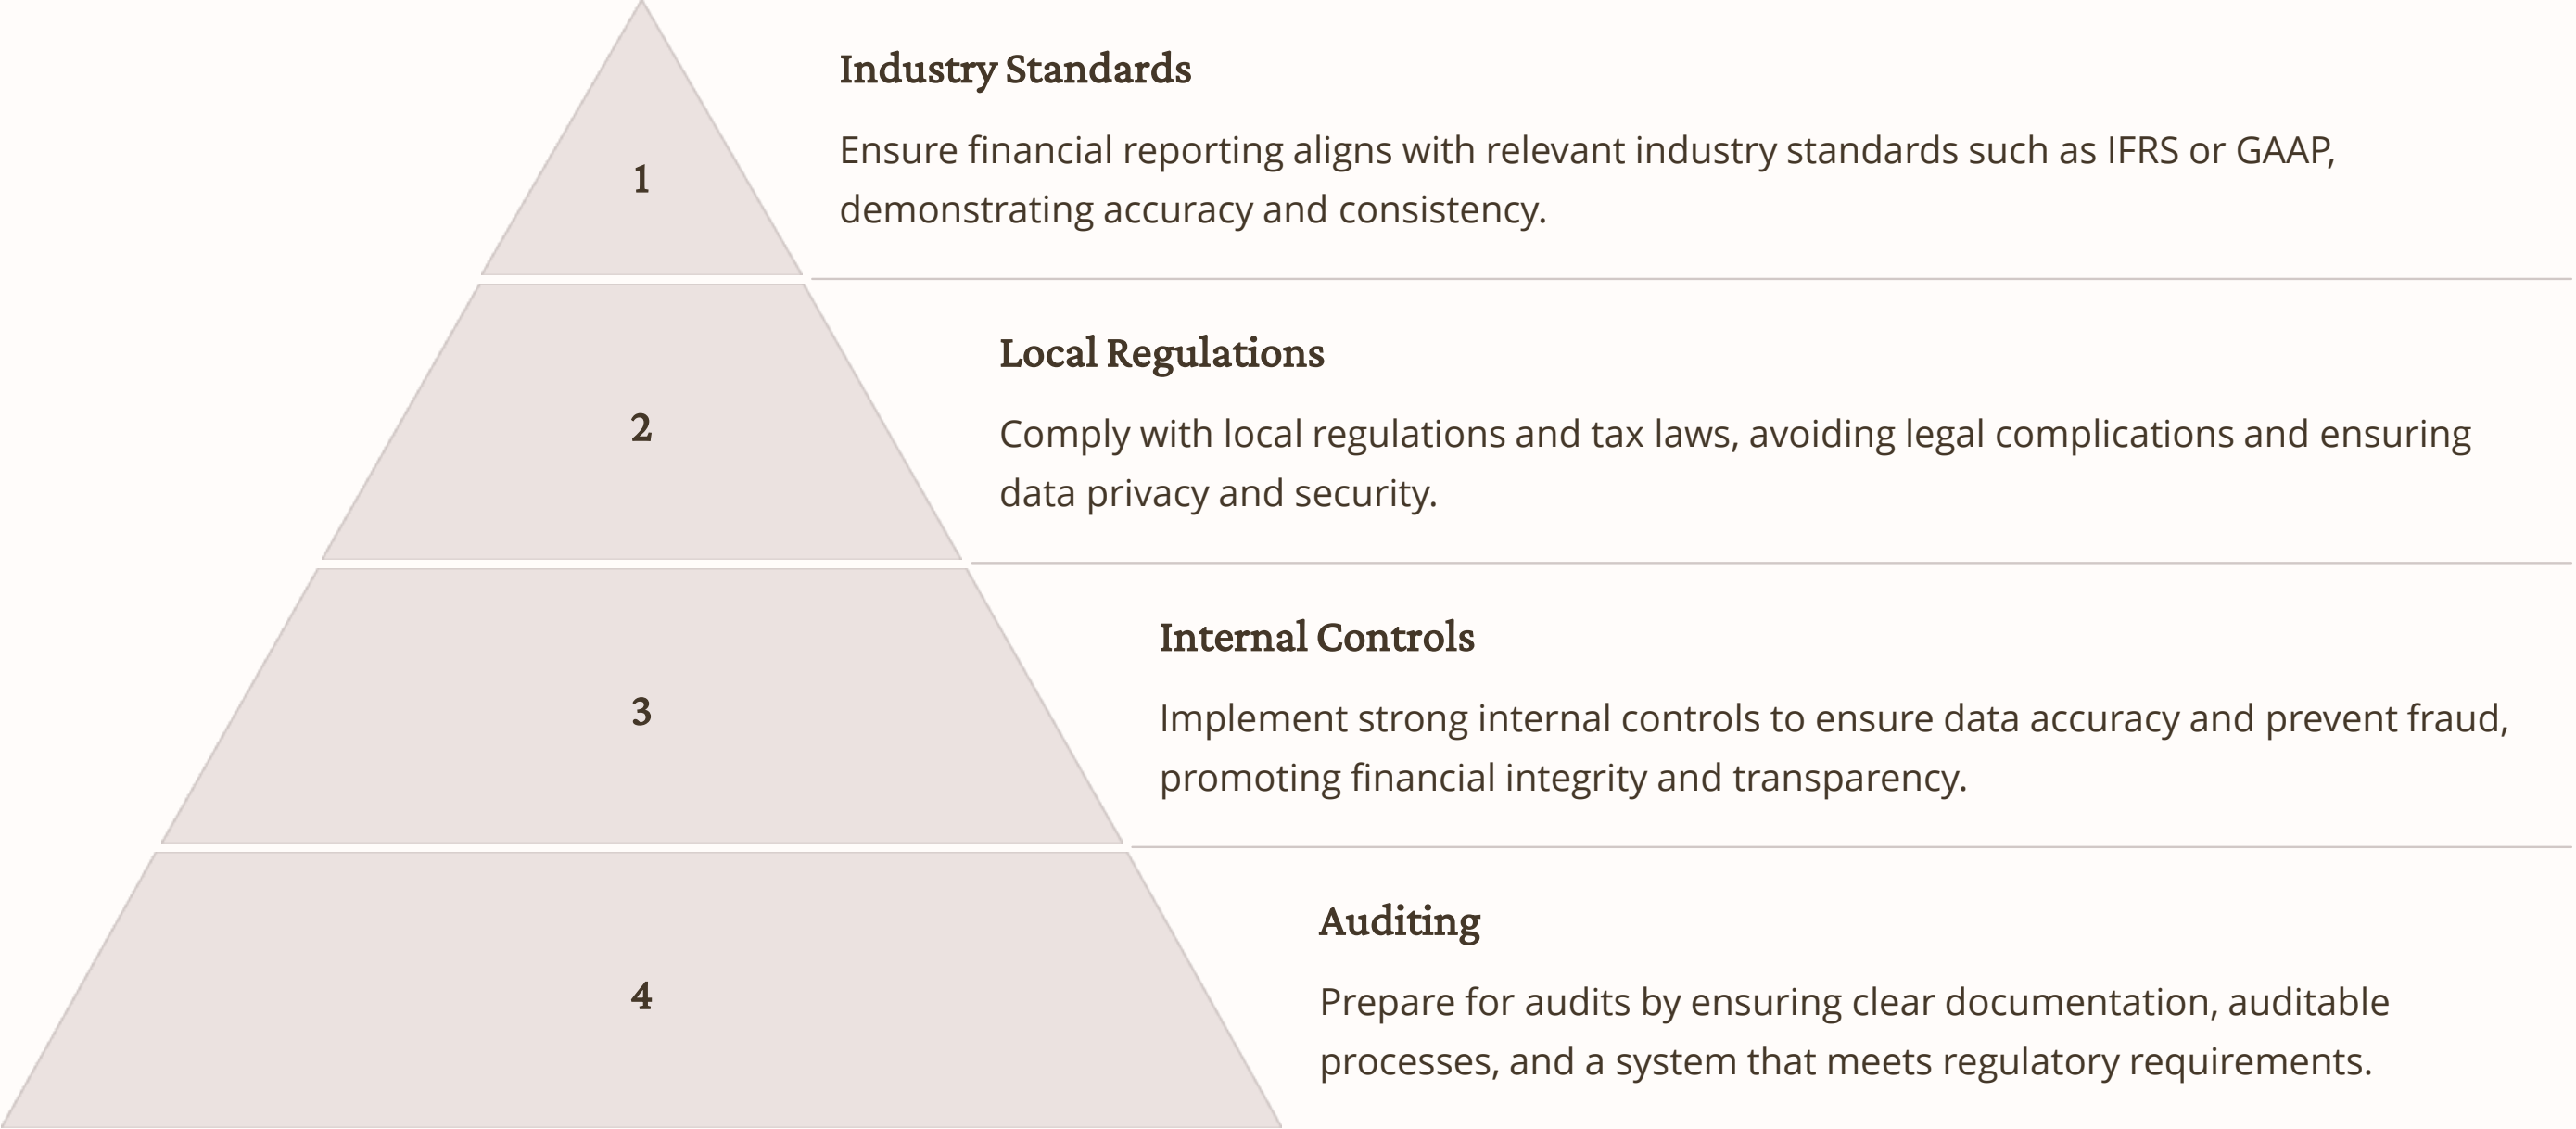 Industry Standards
Ensure financial reporting aligns with relevant industry standards such as IFRS or GAAP,
demonstrating accuracy and consistency.
1
Local Regulations
Comply with local regulations and tax laws, avoiding legal complications and ensuring
data privacy and security.
2
Internal Controls
Implement strong internal controls to ensure data accuracy and prevent fraud,
promoting financial integrity and transparency.
3
Auditing
Prepare for audits by ensuring clear documentation, auditable
processes, and a system that meets regulatory requirements.
4